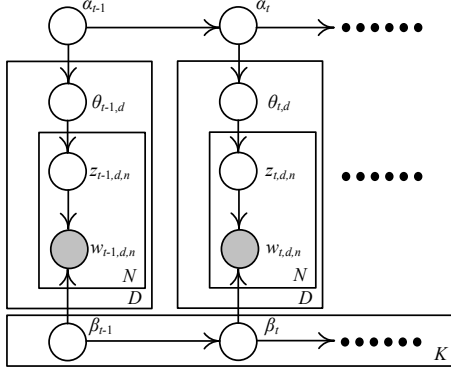 α_{t-1} α_t
θ_{t-1,d} θ_{t,d}
z_{t-1,d,n} z_{t,d,n}
w_{t-1,d,n} w_{t,d,n}
N N
D D
β_{t-1} β_t
K